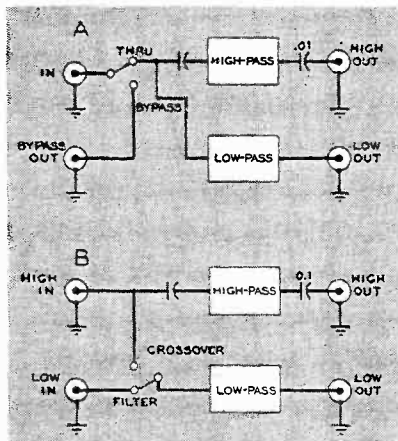 A
THRU
IN
HIGH-PASS
.01
HIGH OUT
BYPASS
BYPASS OUT
LOW-PASS
LOW OUT
B
HIGH IN
HIGH-PASS
0.1
HIGH OUT
CROSSOVER
LOW IN
FILTER
LOW-PASS
LOW OUT